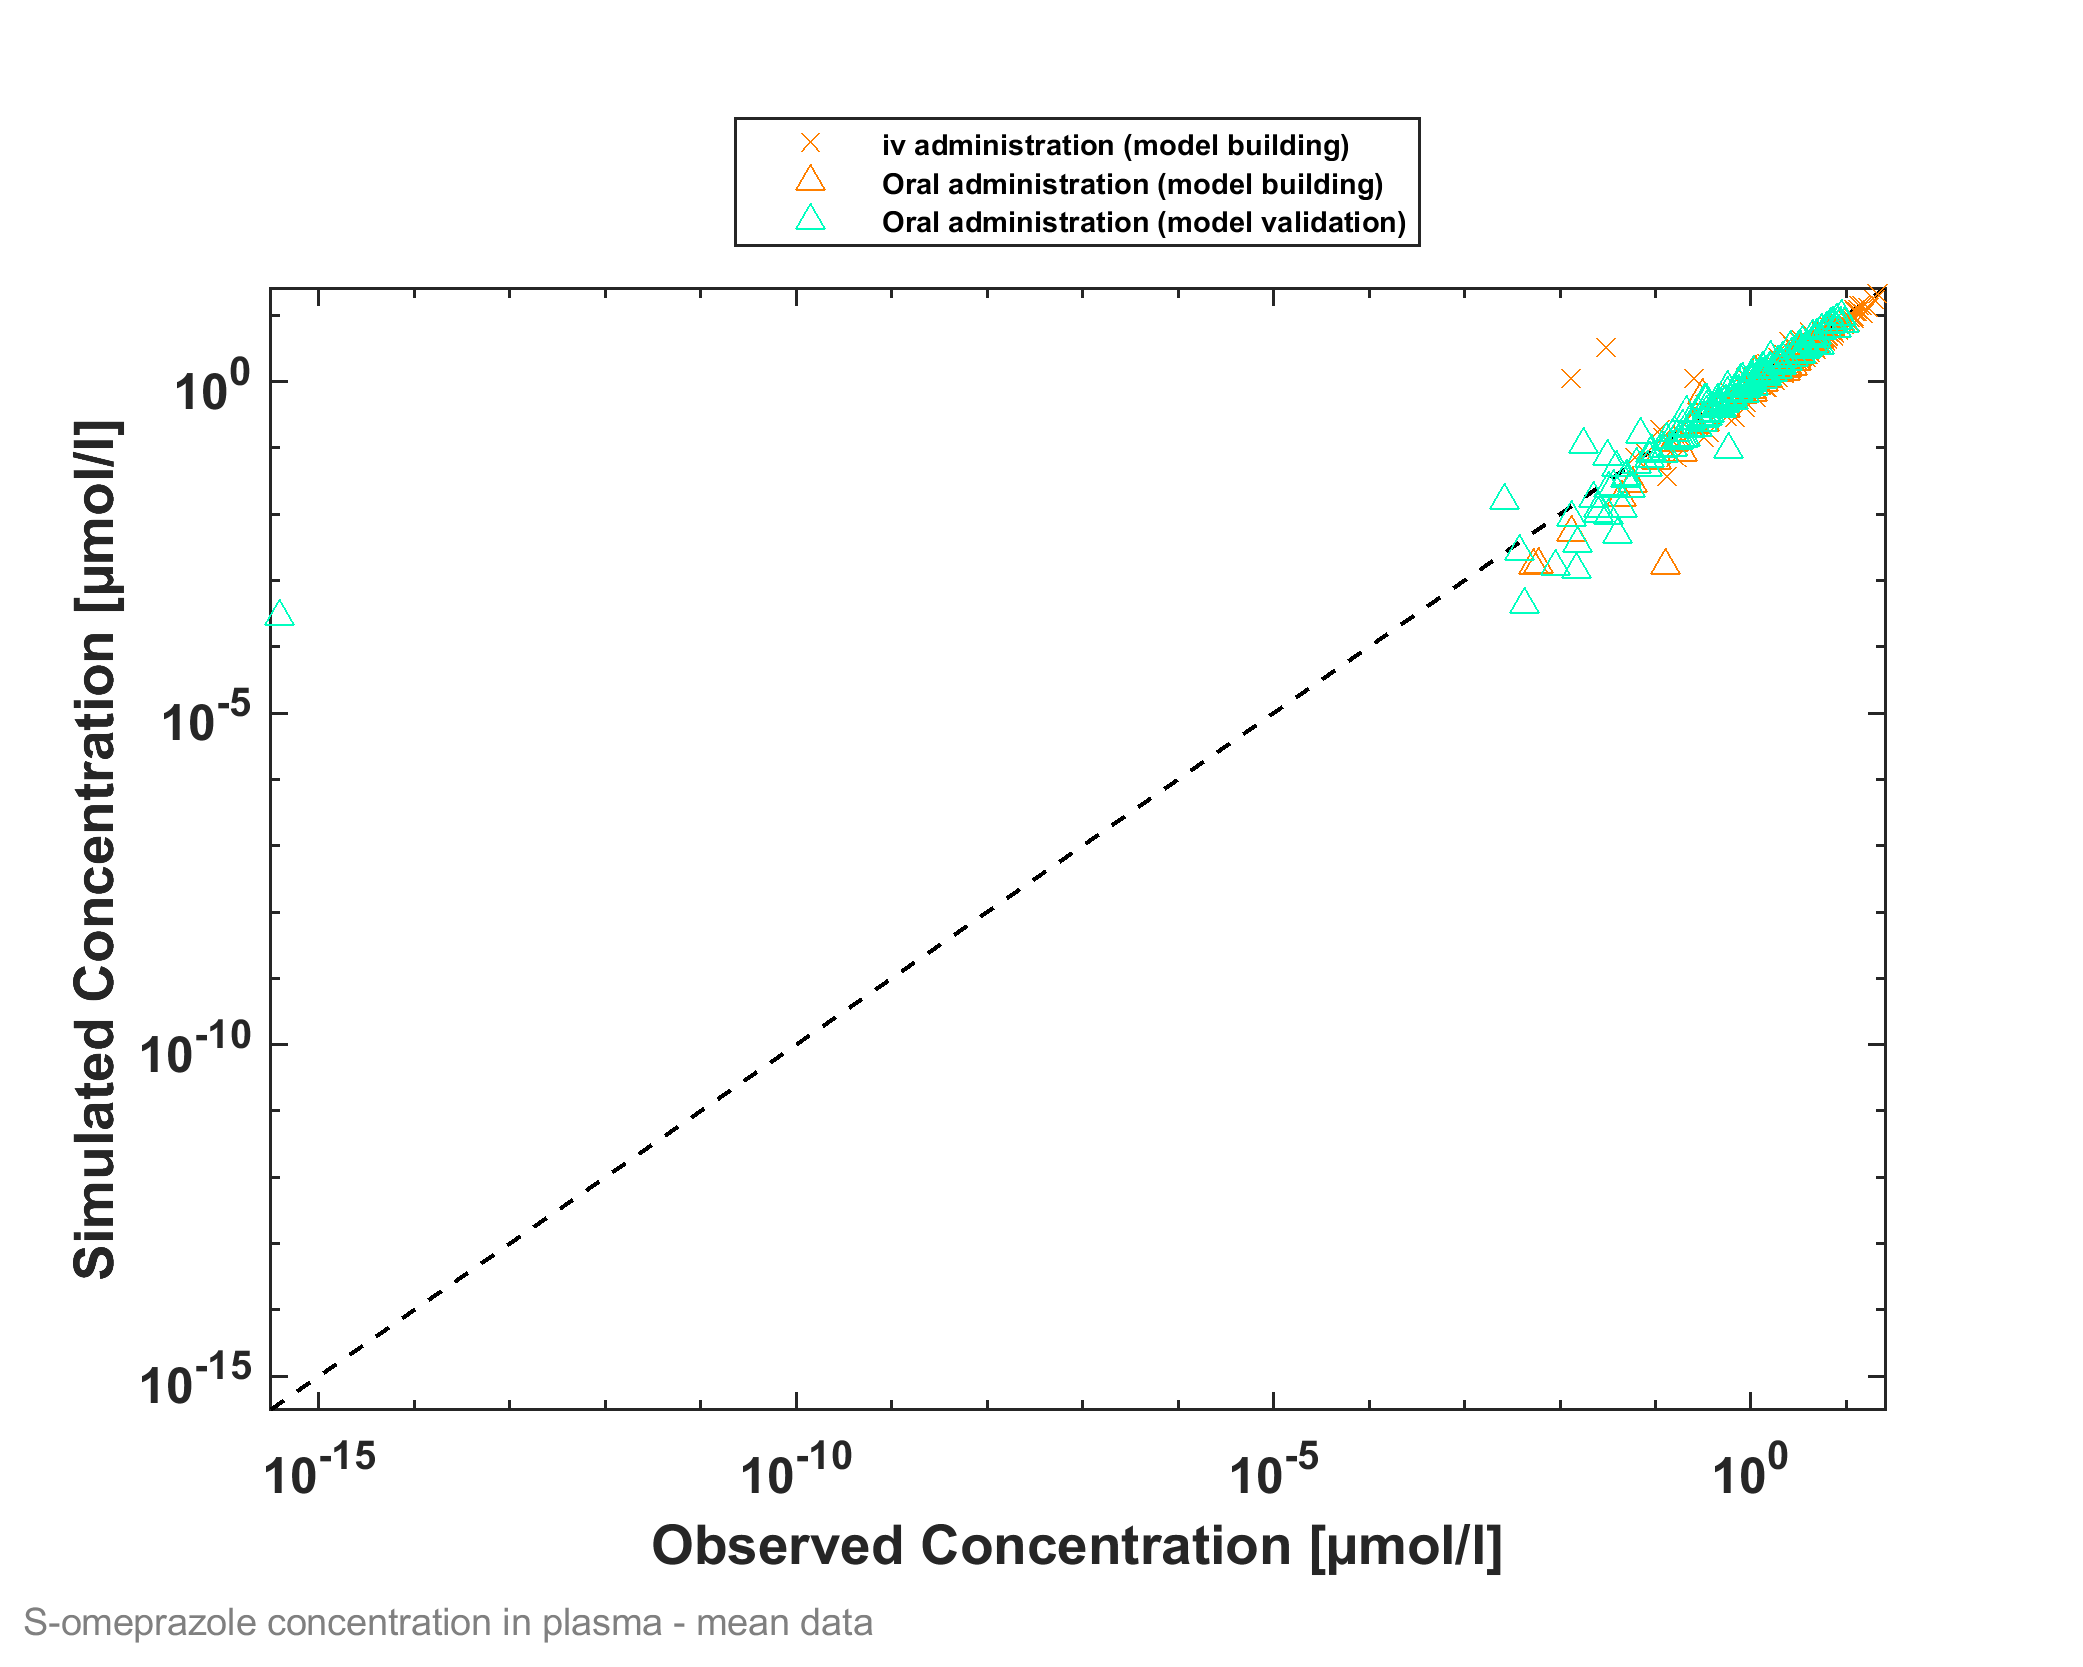 iv administration (model building)
Oral administration (model building)
Oral administration (model validation)
10^0
10^-5
10^-10
10^-15
Simulated Concentration [µmol/l]
10^-15 10^-10 10^-5 10^0
Observed Concentration [µmol/l]
S-omeprazole concentration in plasma - mean data